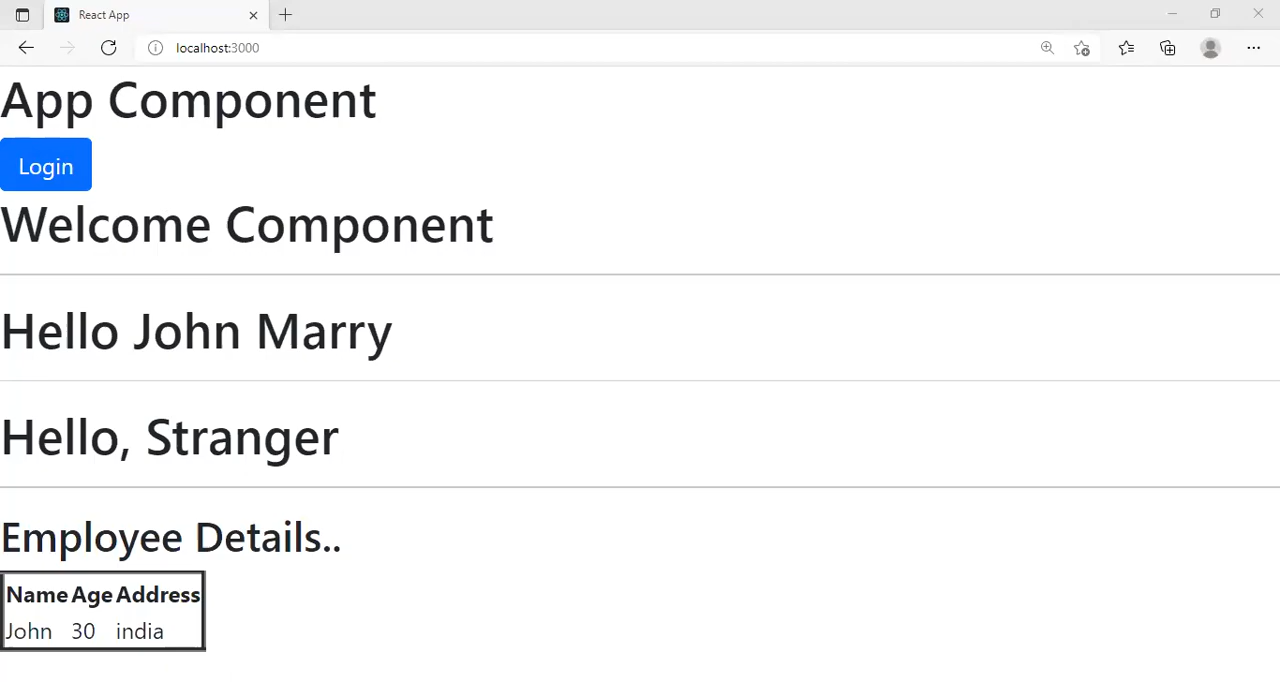 React App
localhost:3000
App Component
Login
Welcome Component
Hello John Marry
Hello, Stranger
Employee Details..
Name Age Address
John 30 india